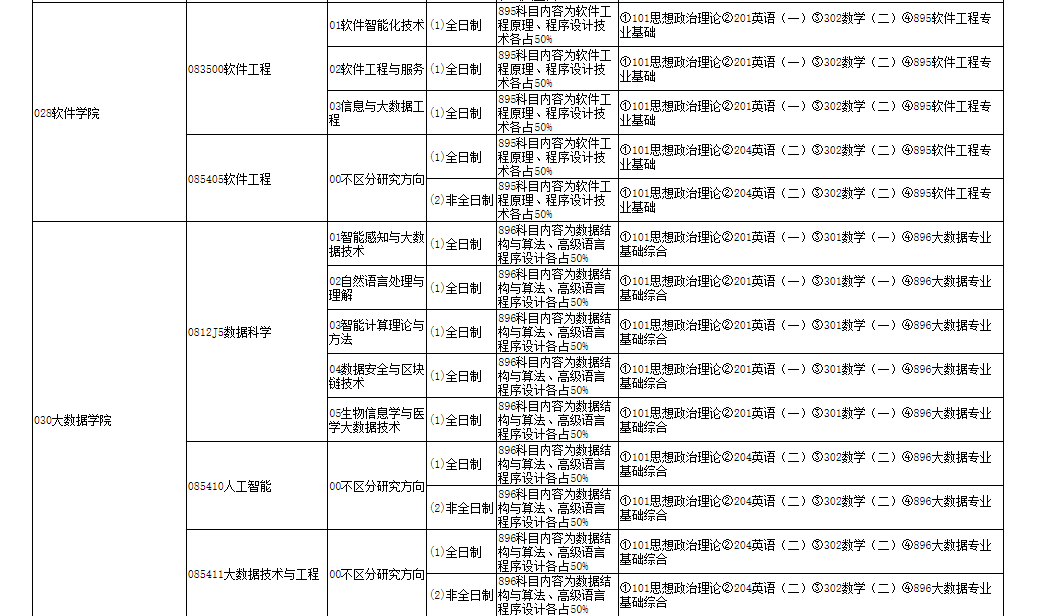 028软件学院
083500软件工程
01软件智能化技术
(1)全日制
895科目内容为软件工
程原理、程序设计技
术各占50%
①101思想政治理论②201英语（一）③302数学（二）④895软件工程专
业基础
02软件工程与服务
(1)全日制
895科目内容为软件工
程原理、程序设计技
术各占50%
①101思想政治理论②201英语（一）③302数学（二）④895软件工程专
业基础
03信息与大数据工
程
(1)全日制
895科目内容为软件工
程原理、程序设计技
术各占50%
①101思想政治理论②201英语（一）③302数学（二）④895软件工程专
业基础
085405软件工程
00不区分研究方向
(1)全日制
895科目内容为软件工
程原理、程序设计技
术各占50%
①101思想政治理论②204英语（二）③302数学（二）④895软件工程专
业基础
(2)非全日制
895科目内容为软件工
程原理、程序设计技
术各占50%
①101思想政治理论②204英语（二）③302数学（二）④895软件工程专
业基础
030大数据学院
0812J5数据科学
01智能感知与大数
据技术
(1)全日制
896科目内容为数据结
构与算法、高级语言
程序设计各占50%
①101思想政治理论②201英语（一）③301数学（一）④896大数据专业
基础综合
02自然语言处理与
理解
(1)全日制
896科目内容为数据结
构与算法、高级语言
程序设计各占50%
①101思想政治理论②201英语（一）③301数学（一）④896大数据专业
基础综合
03智能计算理论与
方法
(1)全日制
896科目内容为数据结
构与算法、高级语言
程序设计各占50%
①101思想政治理论②201英语（一）③301数学（一）④896大数据专业
基础综合
04数据安全与区块
链技术
(1)全日制
896科目内容为数据结
构与算法、高级语言
程序设计各占50%
①101思想政治理论②201英语（一）③301数学（一）④896大数据专业
基础综合
05生物信息学与医
学大数据技术
(1)全日制
896科目内容为数据结
构与算法、高级语言
程序设计各占50%
①101思想政治理论②201英语（一）③301数学（一）④896大数据专业
基础综合
085410人工智能
00不区分研究方向
(1)全日制
896科目内容为数据结
构与算法、高级语言
程序设计各占50%
①101思想政治理论②204英语（二）③302数学（二）④896大数据专业
基础综合
(2)非全日制
896科目内容为数据结
构与算法、高级语言
程序设计各占50%
①101思想政治理论②204英语（二）③302数学（二）④896大数据专业
基础综合
085411大数据技术与工程
00不区分研究方向
(1)全日制
896科目内容为数据结
构与算法、高级语言
程序设计各占50%
①101思想政治理论②204英语（二）③302数学（二）④896大数据专业
基础综合
(2)非全日制
896科目内容为数据结
构与算法、高级语言
程序设计各占50%
①101思想政治理论②204英语（二）③302数学（二）④896大数据专业
基础综合